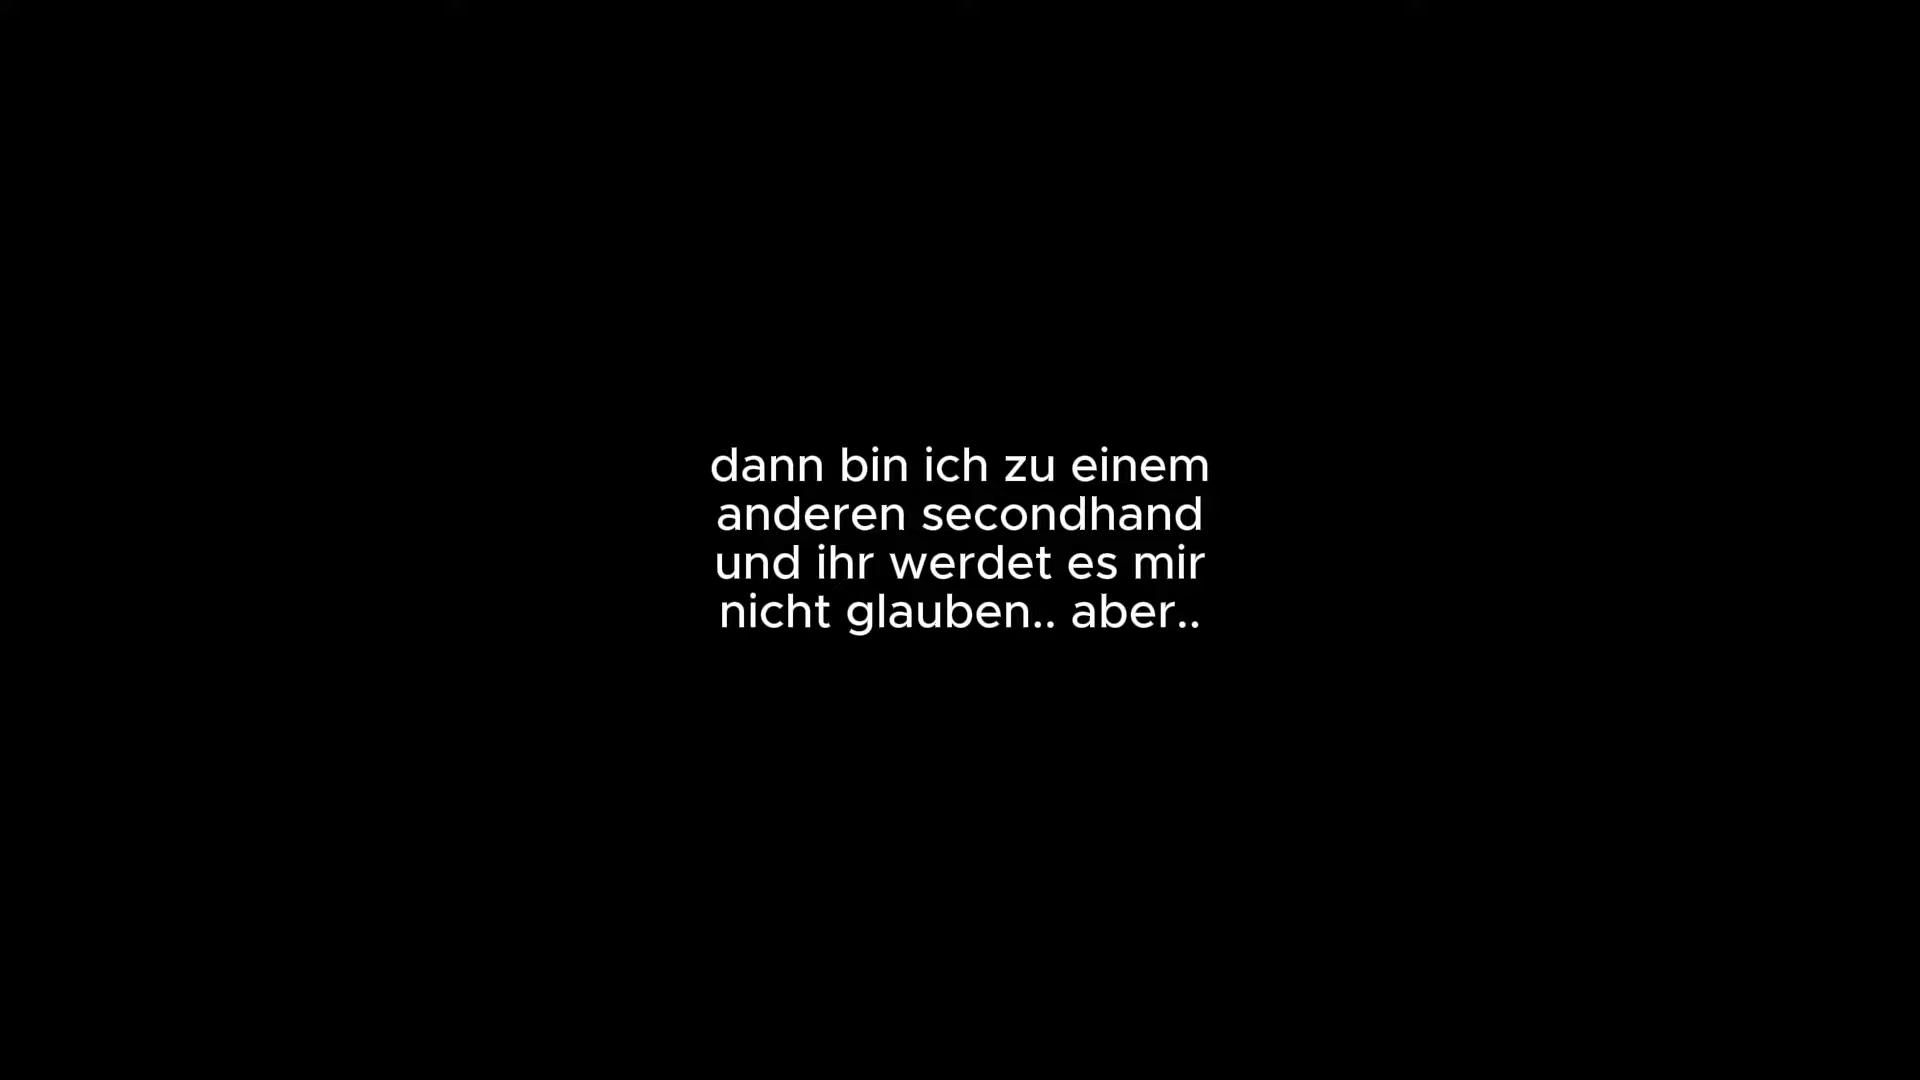 dann bin ich zu einem
anderen secondhand
und ihr werdet es mir
nicht glauben.. aber..